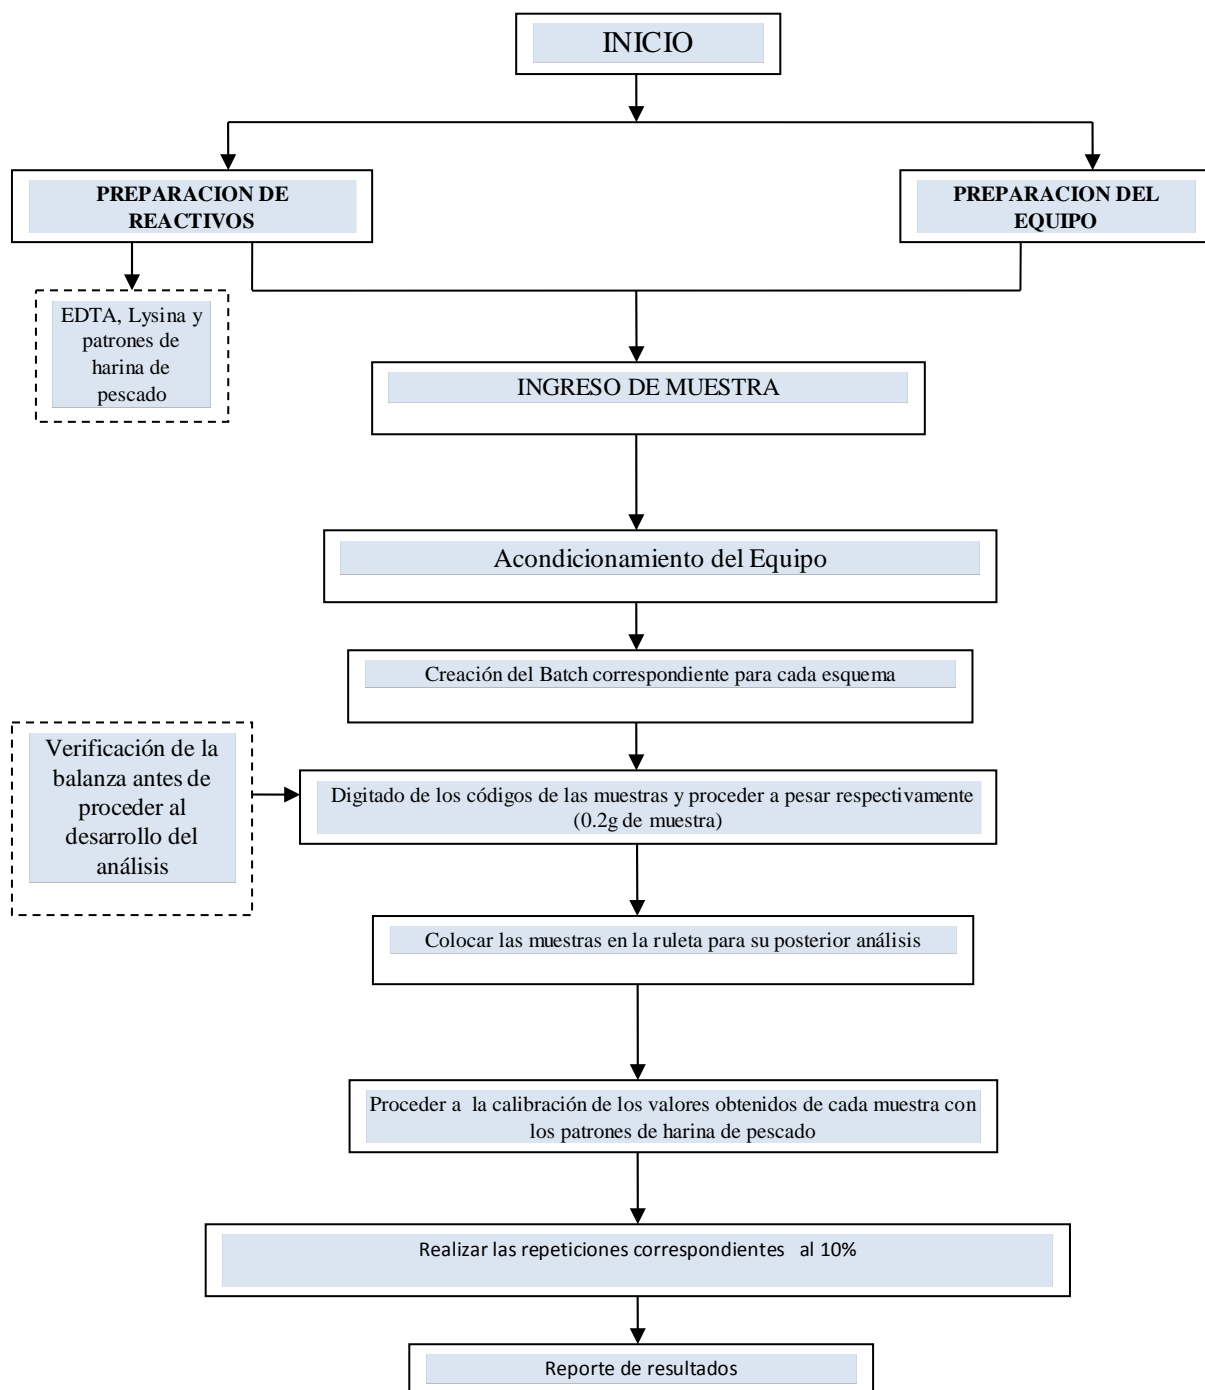 INICIO
PREPARACION DE
REACTIVOS
PREPARACION DEL
EQUIPO
EDTA, Lysina y
patrones de
harina de
pescado
INGRESO DE MUESTRA
Acondicionamiento del Equipo
Creación del Batch correspondiente para cada esquema
Verificación de la
balanza antes de
proceder al
desarrollo del
análisis
Digitado de los códigos de las muestras y proceder a pesar respectivamente
(0.2g de muestra)
Colocar las muestras en la ruleta para su posterior análisis
Proceder a la calibración de los valores obtenidos de cada muestra con
los patrones de harina de pescado
Realizar las repeticiones correspondientes al 10%
Reporte de resultados